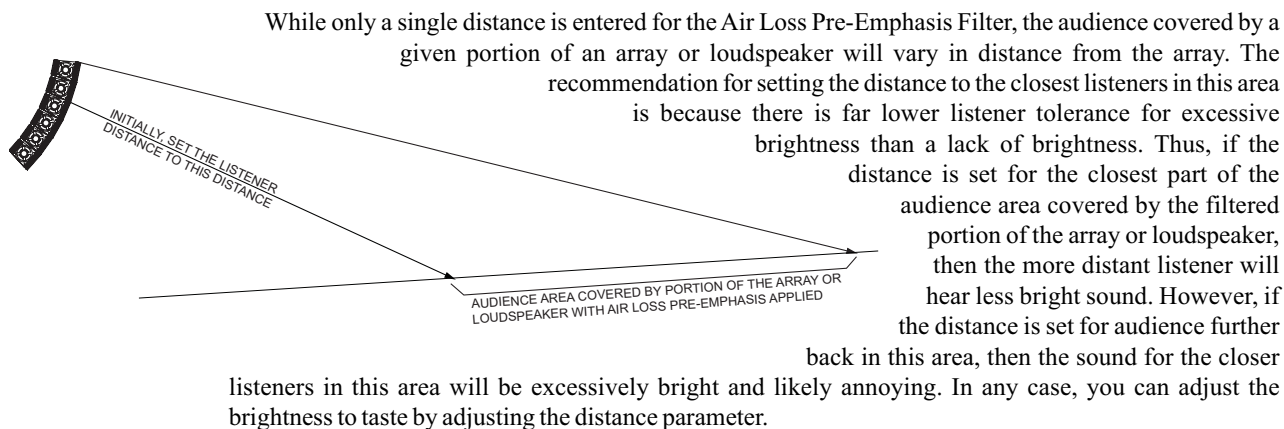 While only a single distance is entered for the Air Loss Pre-Emphasis Filter, the audience covered by a
given portion of an array or loudspeaker will vary in distance from the array. The
recommendation for setting the distance to the closest listeners in this area
is because there is far lower listener tolerance for excessive
brightness than a lack of brightness. Thus, if the
distance is set for the closest part of the
audience area covered by the filtered
portion of the array or loudspeaker,
then the more distant listener will
hear less bright sound. However, if
the distance is set for audience further
back in this area, then the sound for the closer
listeners in this area will be excessively bright and likely annoying. In any case, you can adjust the
brightness to taste by adjusting the distance parameter.
INITIALLY, SET THE LISTENER
DISTANCE TO THIS DISTANCE
AUDIENCE AREA COVERED BY PORTION OF THE ARRAY OR
LOUDSPEAKER WITH AIR LOSS PRE-EMPHASIS APPLIED